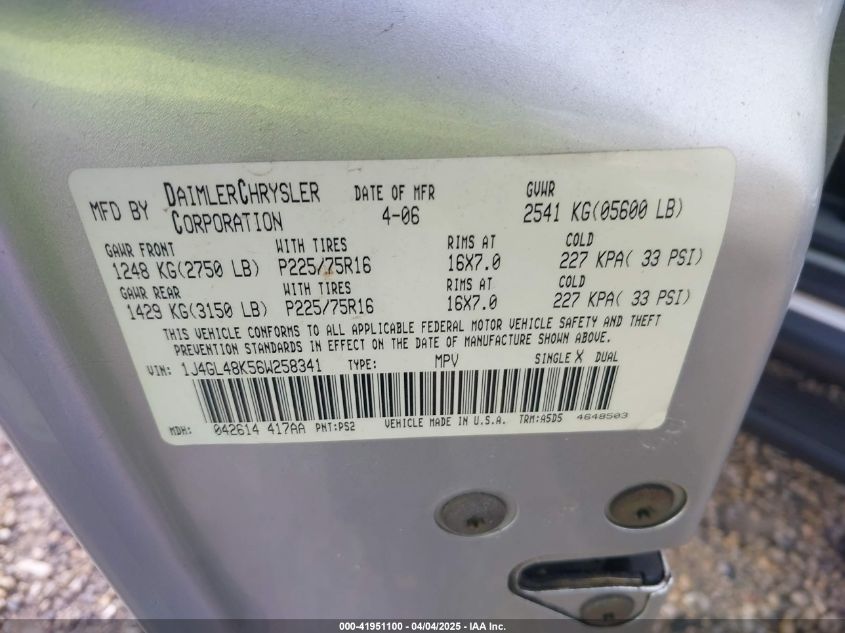 MFD BY DAIMLERCHRYSLER CORPORATION DATE OF MFR 4-06 GVWR 2541 KG(05600 LB)
GAWR FRONT WITH TIRES RIMS AT COLD
1248 KG(2750 LB) P225/75R16 16X7.0 227 KPA( 33 PSI)
GAWR REAR WITH TIRES RIMS AT COLD
1429 KG(3150 LB) P225/75R16 16X7.0 227 KPA( 33 PSI)
THIS VEHICLE CONFORMS TO ALL APPLICABLE FEDERAL MOTOR VEHICLE SAFETY AND THEFT
PREVENTION STANDARDS IN EFFECT ON THE DATE OF MANUFACTURE SHOWN ABOVE.
VIN: 1J4GL48K56W258341 TYPE: MPV SINGLE X DUAL
MDH: 042614 417AA PNT:PS2 VEHICLE MADE IN U.S.A. TRM:A5D5 4648503
000-41951100 - 04/04/2025 - IAA Inc.